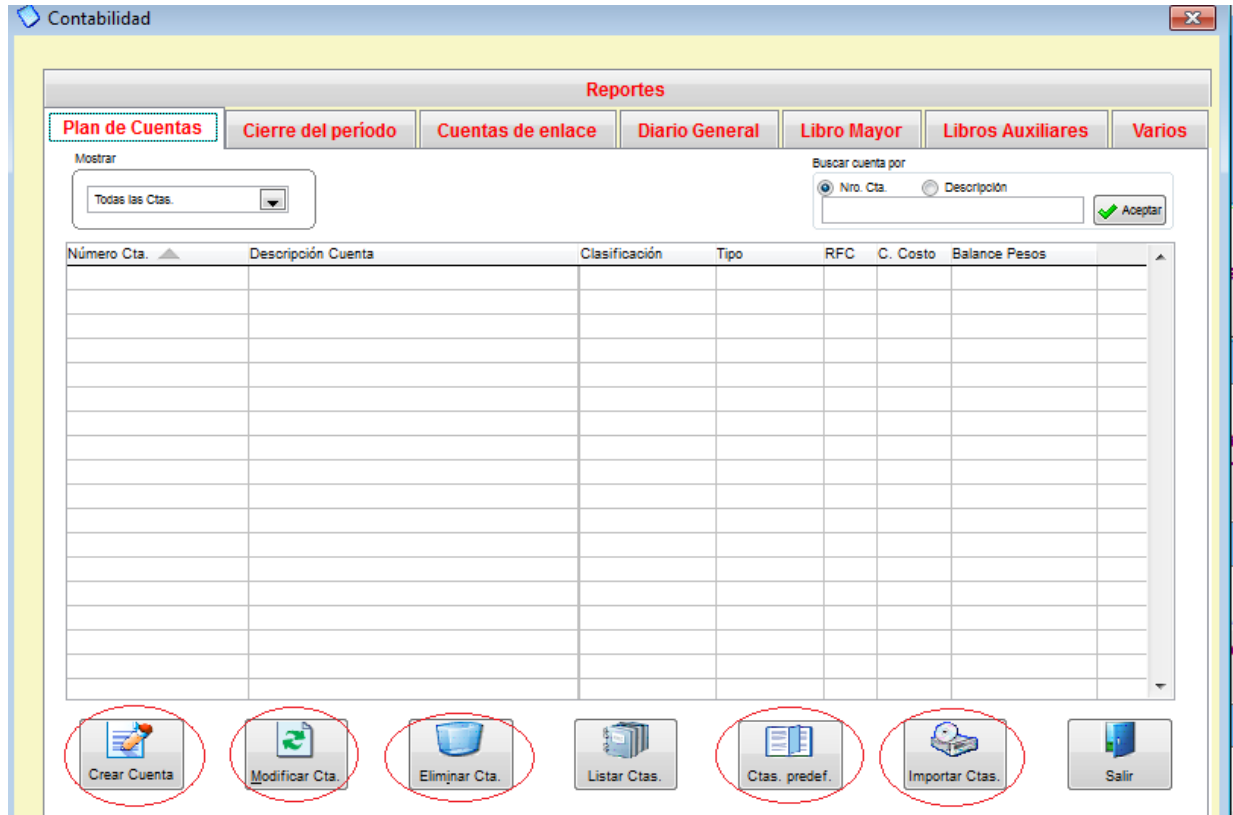 Contabilidad
Reportes
Plan de Cuentas Cierre del período Cuentas de enlace Diario General Libro Mayor Libros Auxiliares Varios
Mostrar
Todas las Ctas.
Buscar cuenta por
Nro. Cta. Descripción
Aceptar
Número Cta. Descripción Cuenta Clasificación Tipo RFC C. Costo Balance Pesos
Crear Cuenta Modificar Cta. Eliminar Cta. Listar Ctas. Ctas. predef. Importar Ctas. Salir